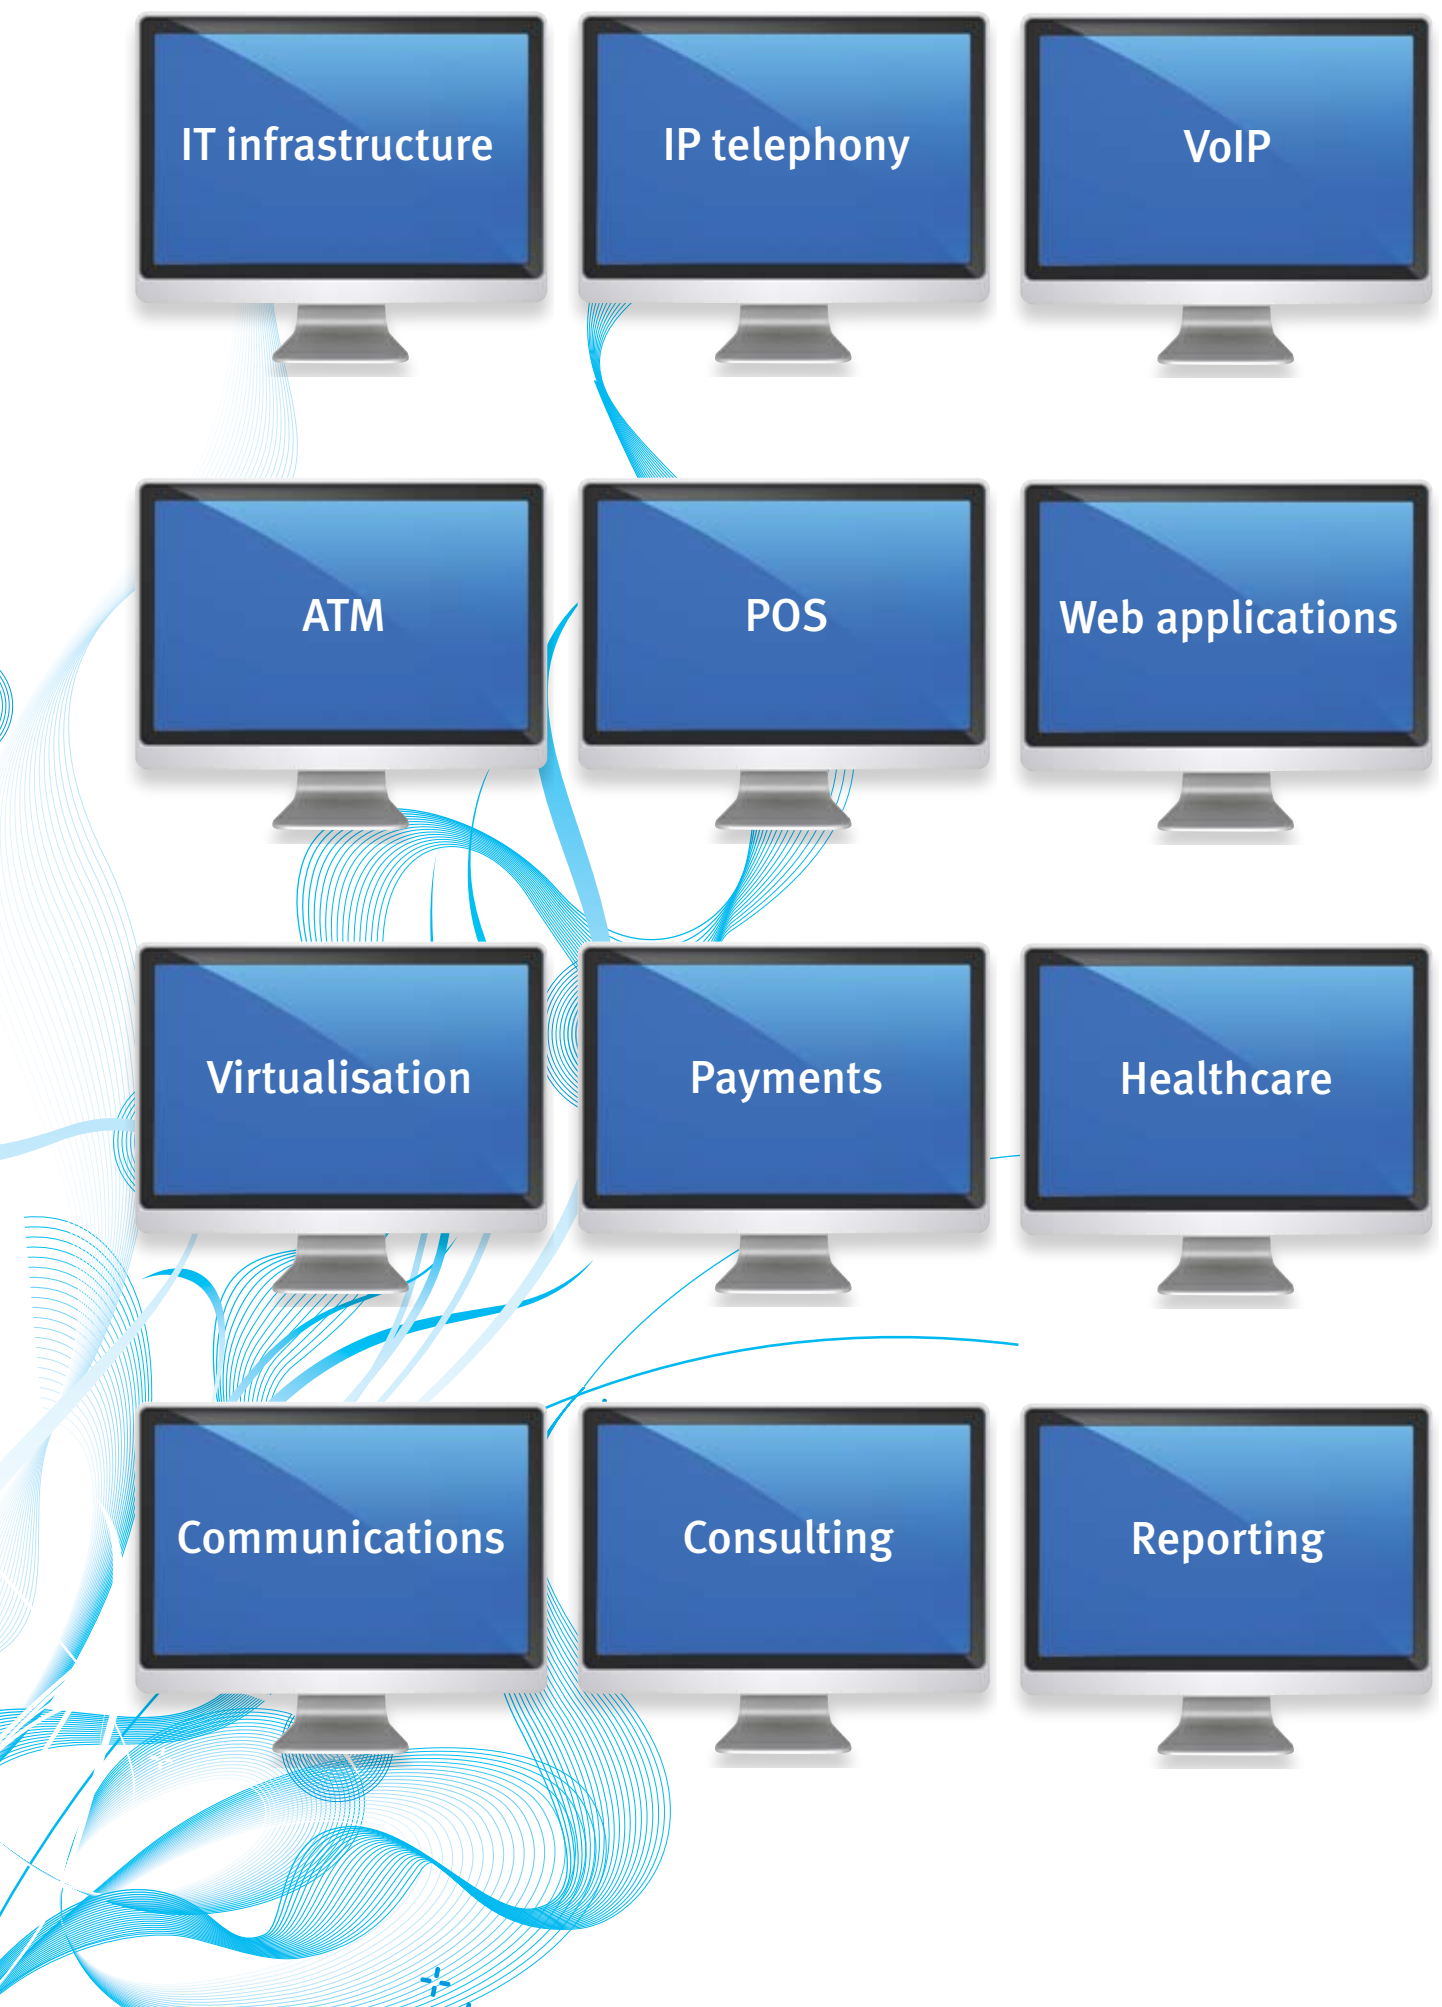 IT infrastructure
IP telephony
VoIP
ATM
POS
Web applications
Virtualisation
Payments
Healthcare
Communications
Consulting
Reporting